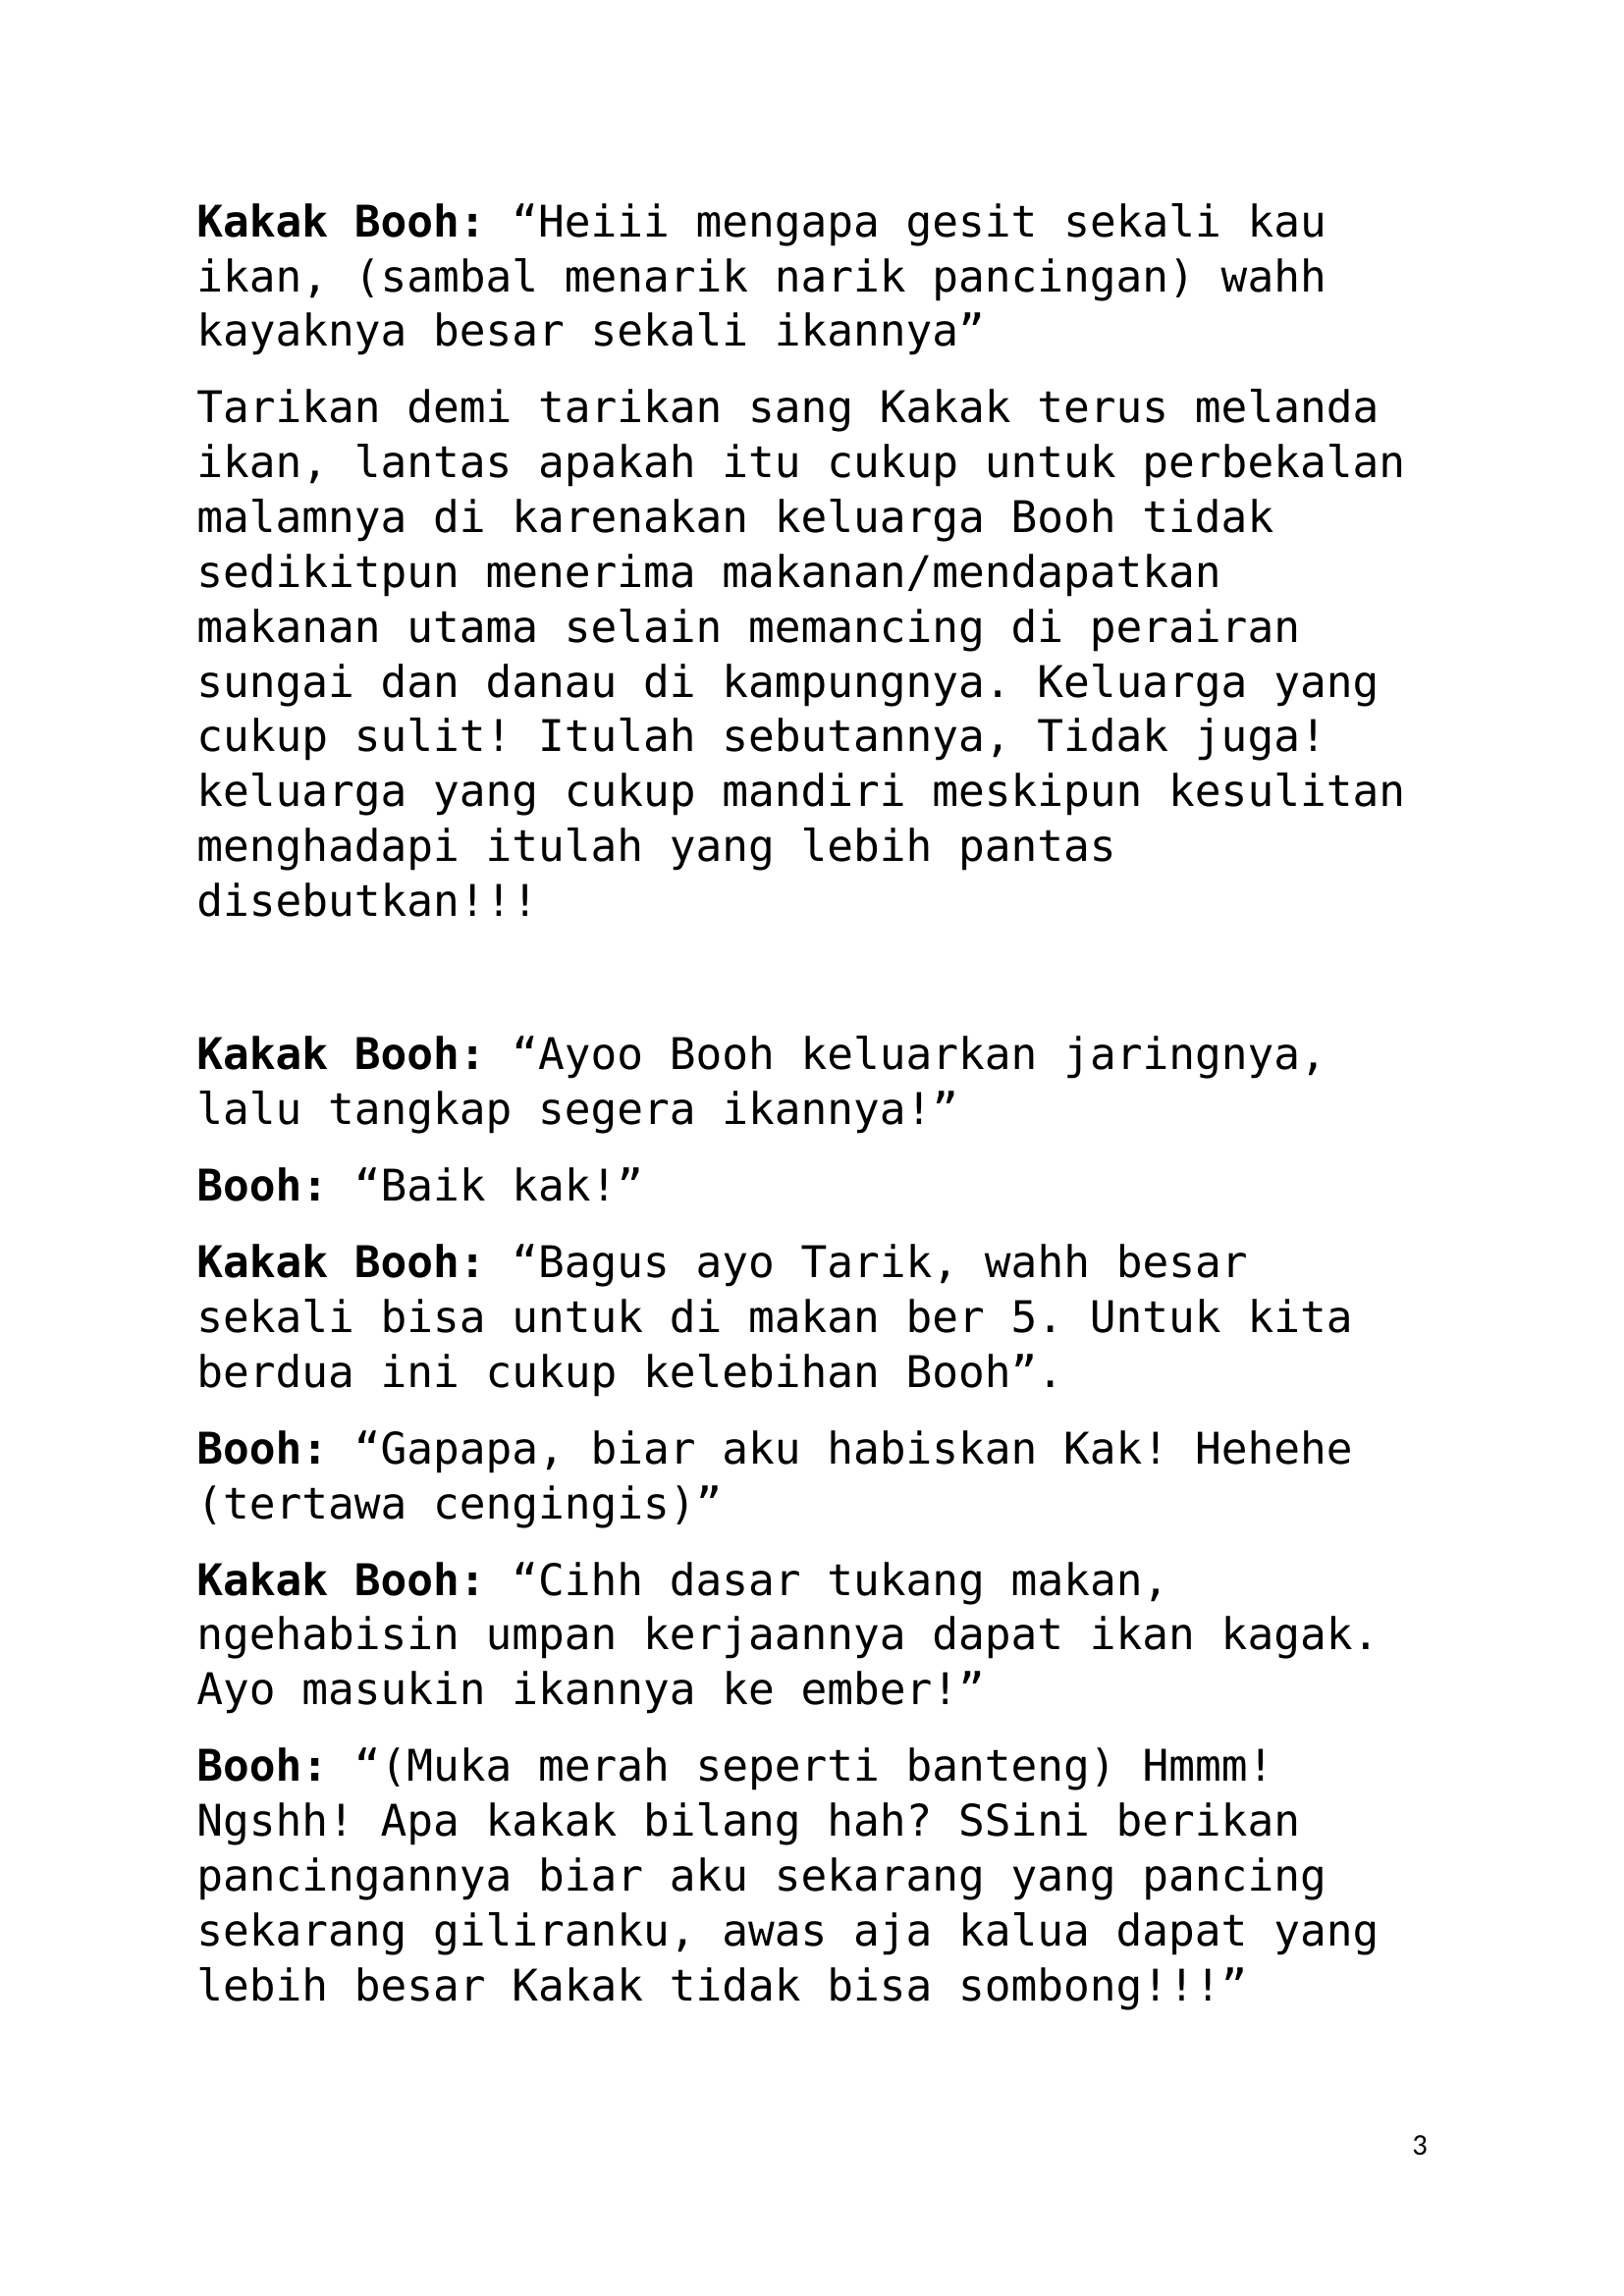 Kakak Booh: “Heiii mengapa gesit sekali kau
ikan, (sambal menarik narik pancingan) wahh
kayaknya besar sekali ikannya”
Tarikan demi tarikan sang Kakak terus melanda
ikan, lantas apakah itu cukup untuk perbekalan
malamnya di karenakan keluarga Booh tidak
sedikitpun menerima makanan/mendapatkan
makanan utama selain memancing di perairan
sungai dan danau di kampungnya. Keluarga yang
cukup sulit! Itulah sebutannya, Tidak juga!
keluarga yang cukup mandiri meskipun kesulitan
menghadapi itulah yang lebih pantas
disebutkan!!!
Kakak Booh: “Ayoo Booh keluarkan jaringnya,
lalu tangkap segera ikannya!”
Booh: “Baik kak!”
Kakak Booh: “Bagus ayo Tarik, wahh besar
sekali bisa untuk di makan ber 5. Untuk kita
berdua ini cukup kelebihan Booh”.
Booh: “Gapapa, biar aku habiskan Kak! Hehehe
(tertawa cengingis)”
Kakak Booh: “Cihh dasar tukang makan,
ngehabisin umpan kerjaannya dapat ikan kagak.
Ayo masukin ikannya ke ember!”
Booh: “(Muka merah seperti banteng) Hmmm!
Ngshh! Apa kakak bilang hah? SSini berikan
pancingannya biar aku sekarang yang pancing
sekarang giliranku, awas aja kalua dapat yang
lebih besar Kakak tidak bisa sombong!!!”
3